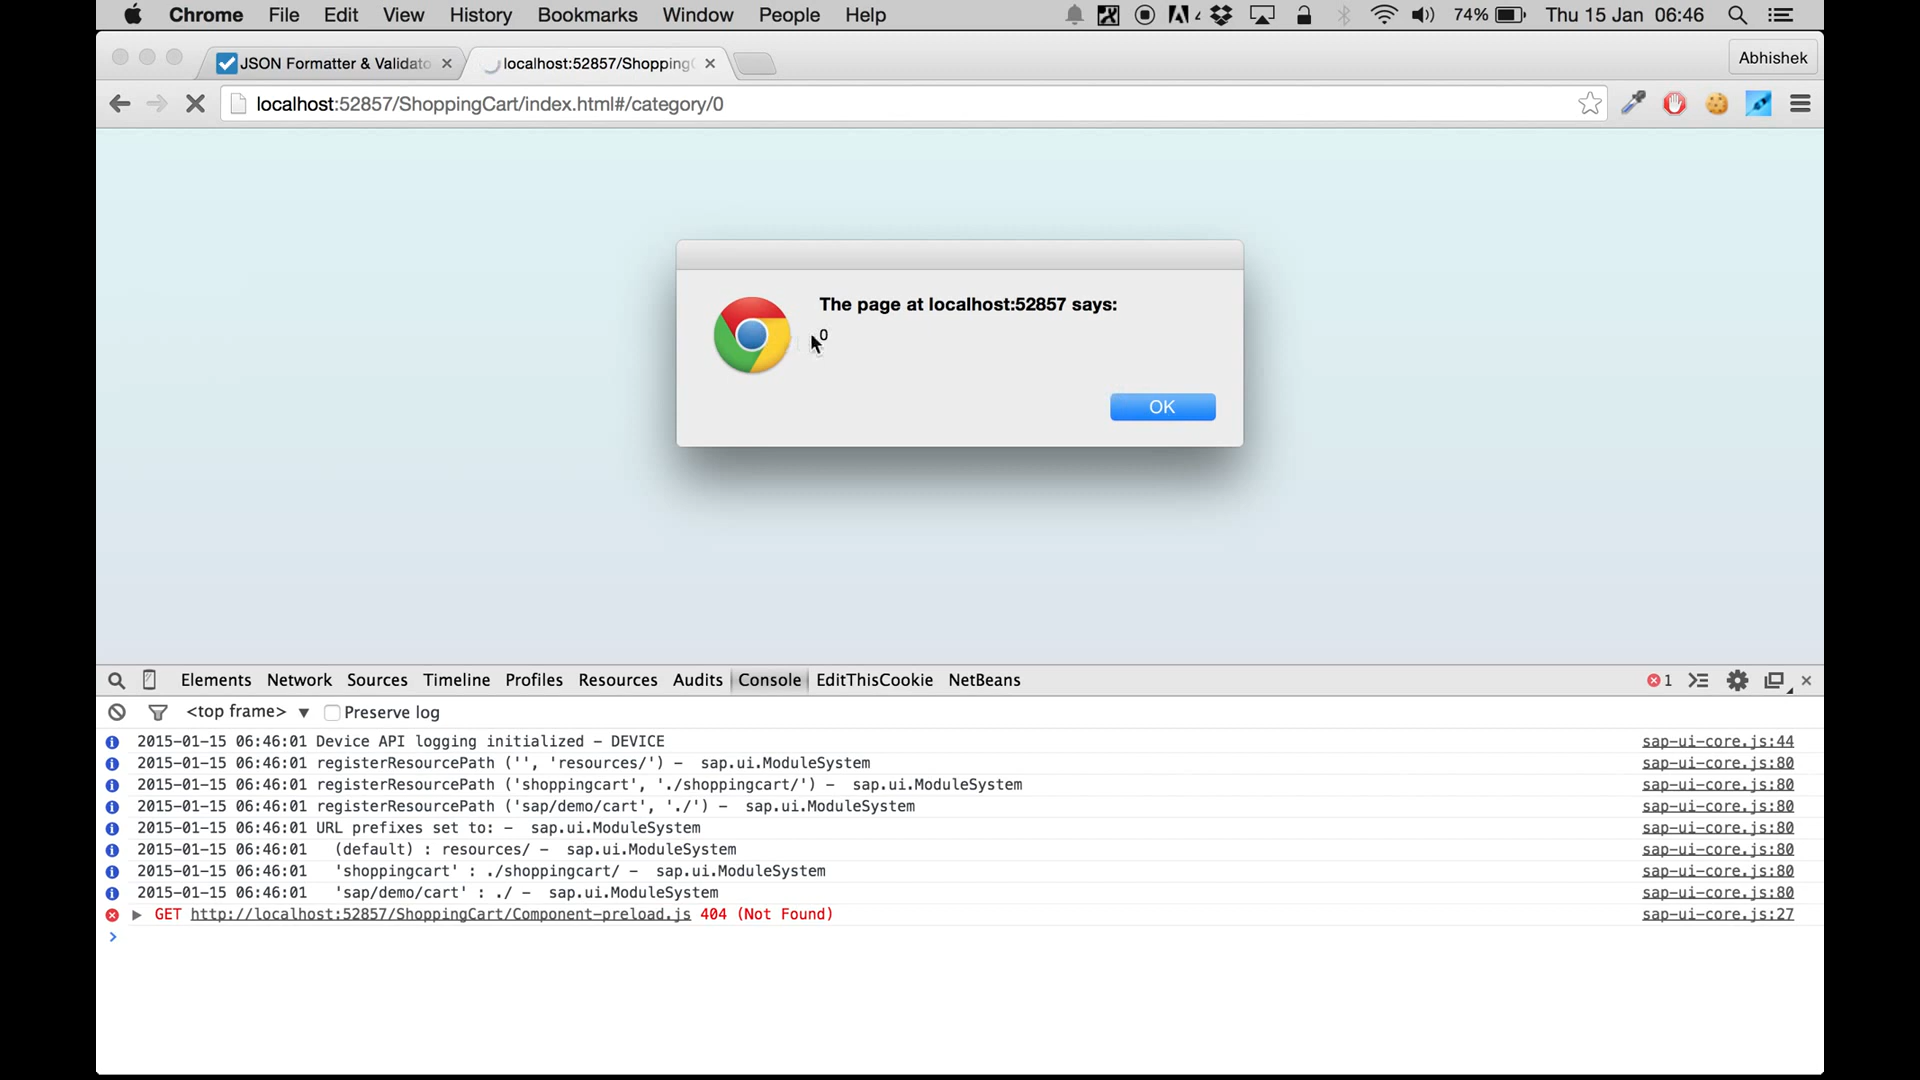 Chrome File Edit View History Bookmarks Window People Help 4 74% Thu 15 Jan 06:46
JSON Formatter & Validato localhost:52857/Shopping Abhishek
localhost:52857/ShoppingCart/index.html#/category/0
The page at localhost:52857 says:
0
OK
Elements Network Sources Timeline Profiles Resources Audits Console EditThisCookie NetBeans 1
<top frame> Preserve log
2015-01-15 06:46:01 Device API logging initialized - DEVICE sap-ui-core.js:44
2015-01-15 06:46:01 registerResourcePath ('', 'resources/') - sap.ui.ModuleSystem sap-ui-core.js:80
2015-01-15 06:46:01 registerResourcePath ('shoppingcart', './shoppingcart/') - sap.ui.ModuleSystem sap-ui-core.js:80
2015-01-15 06:46:01 registerResourcePath ('sap/demo/cart', './') - sap.ui.ModuleSystem sap-ui-core.js:80
2015-01-15 06:46:01 URL prefixes set to: - sap.ui.ModuleSystem sap-ui-core.js:80
2015-01-15 06:46:01 (default) : resources/ - sap.ui.ModuleSystem sap-ui-core.js:80
2015-01-15 06:46:01 'shoppingcart' : ./shoppingcart/ - sap.ui.ModuleSystem sap-ui-core.js:80
2015-01-15 06:46:01 'sap/demo/cart' : ./ - sap.ui.ModuleSystem sap-ui-core.js:80
GET http://localhost:52857/ShoppingCart/Component-preload.js 404 (Not Found) sap-ui-core.js:27